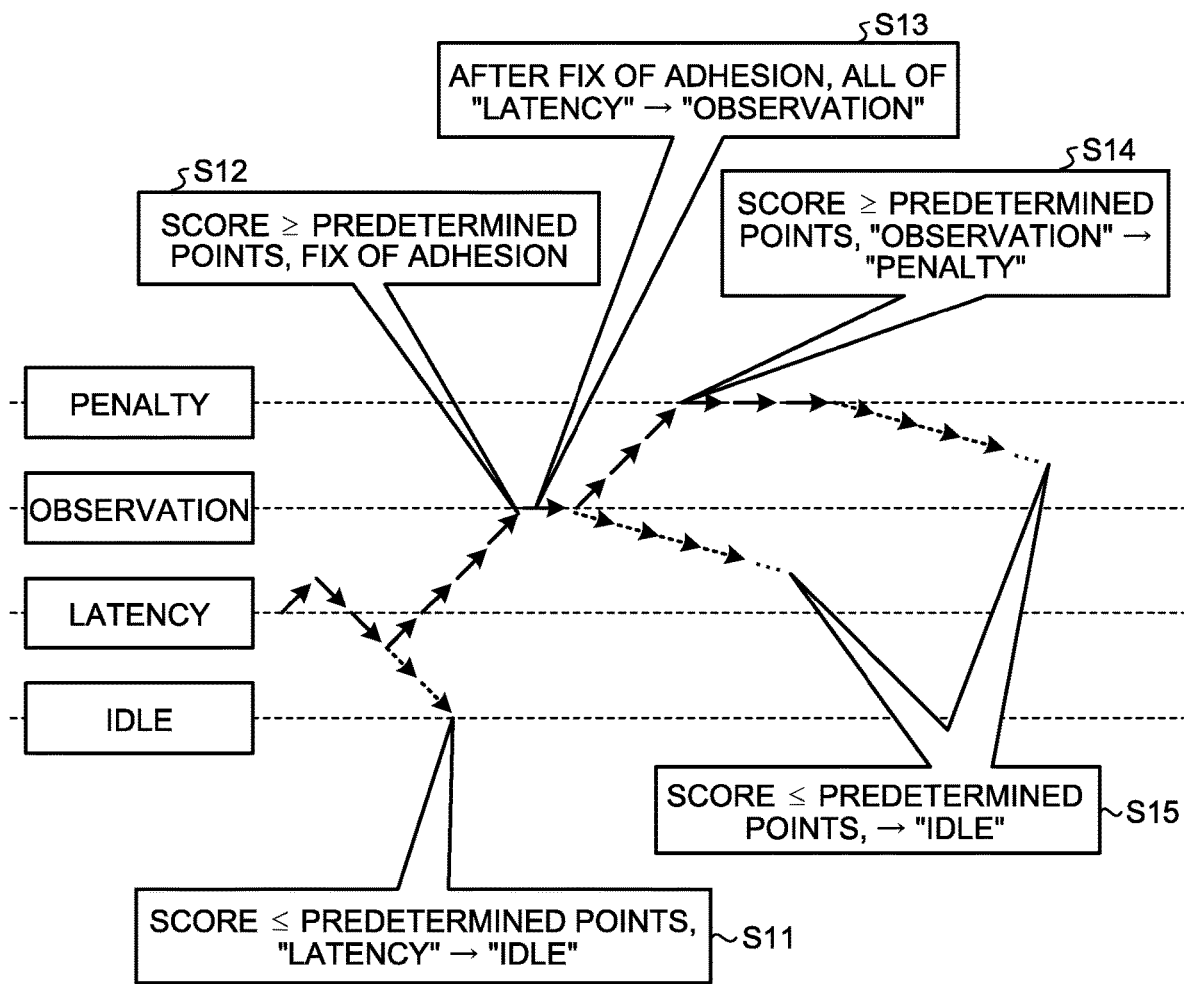 S13
AFTER FIX OF ADHESION, ALL OF
"LATENCY" → "OBSERVATION"
S12
SCORE ≧ PREDETERMINED
POINTS, FIX OF ADHESION
S14
SCORE ≧ PREDETERMINED
POINTS, "OBSERVATION" →
"PENALTY"
PENALTY
OBSERVATION
LATENCY
IDLE
SCORE ≦ PREDETERMINED
POINTS, → "IDLE"
S15
SCORE ≦ PREDETERMINED POINTS,
"LATENCY" → "IDLE"
S11